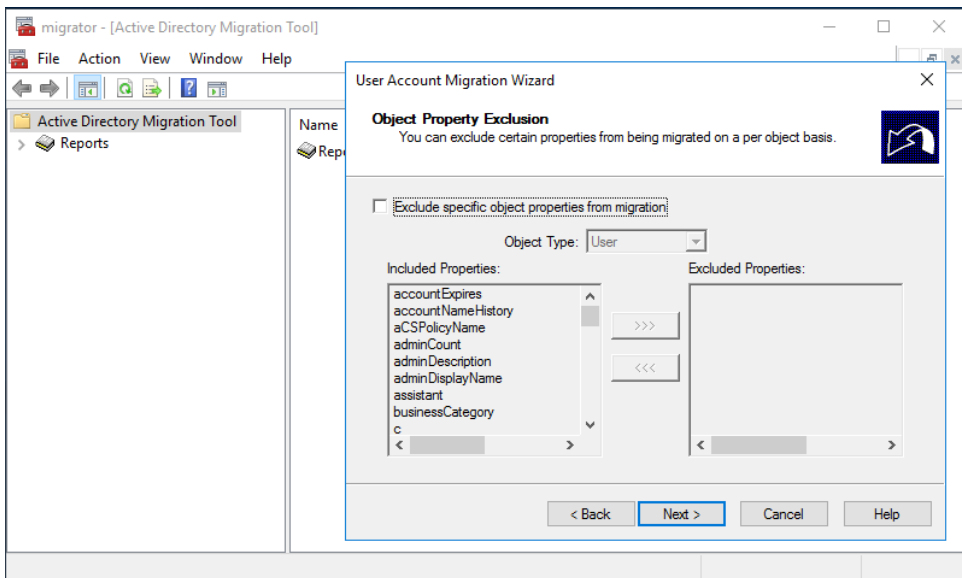 migrator - [Active Directory Migration Tool]
File Action View Window Help
Active Directory Migration Tool
Reports
Name
Repo
User Account Migration Wizard
Object Property Exclusion
You can exclude certain properties from being migrated on a per object basis.
Exclude specific object properties from migration
Object Type: User
Included Properties:
accountExpires
accountNameHistory
aCSPolicyName
adminCount
adminDescription
adminDisplayName
assistant
businessCategory
c
>>>
<<<
Excluded Properties:
< Back Next > Cancel Help